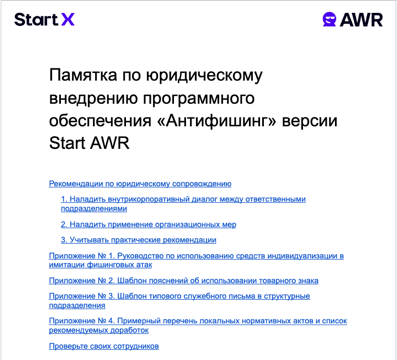 Start X
AWR
Памятка по юридическому
внедрению программного
обеспечения «Антифишинг» версии
Start AWR
Рекомендации по юридическому сопровождению
1. Наладить внутрикорпоративный диалог между ответственными
подразделениями
2. Наладить применение организационных мер
3. Учитывать практические рекомендации
Приложение № 1. Руководство по использованию средств индивидуализации в
имитации фишинговых атак
Приложение № 2. Шаблон пояснений об использовании товарного знака
Приложение № 3. Шаблон типового служебного письма в структурные
подразделения
Приложение № 4. Примерный перечень локальных нормативных актов и список
рекомендуемых доработок
Проверьте своих сотрудников